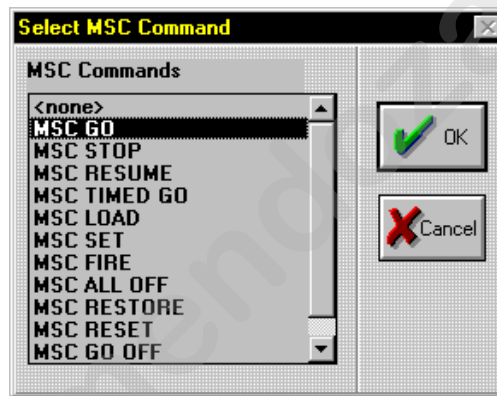 Select MSC Command
MSC Commands
<none>
MSC GO
MSC STOP
MSC RESUME
MSC TIMED GO
MSC LOAD
MSC SET
MSC FIRE
MSC ALL OFF
MSC RESTORE
MSC RESET
MSC GO OFF
OK
Cancel